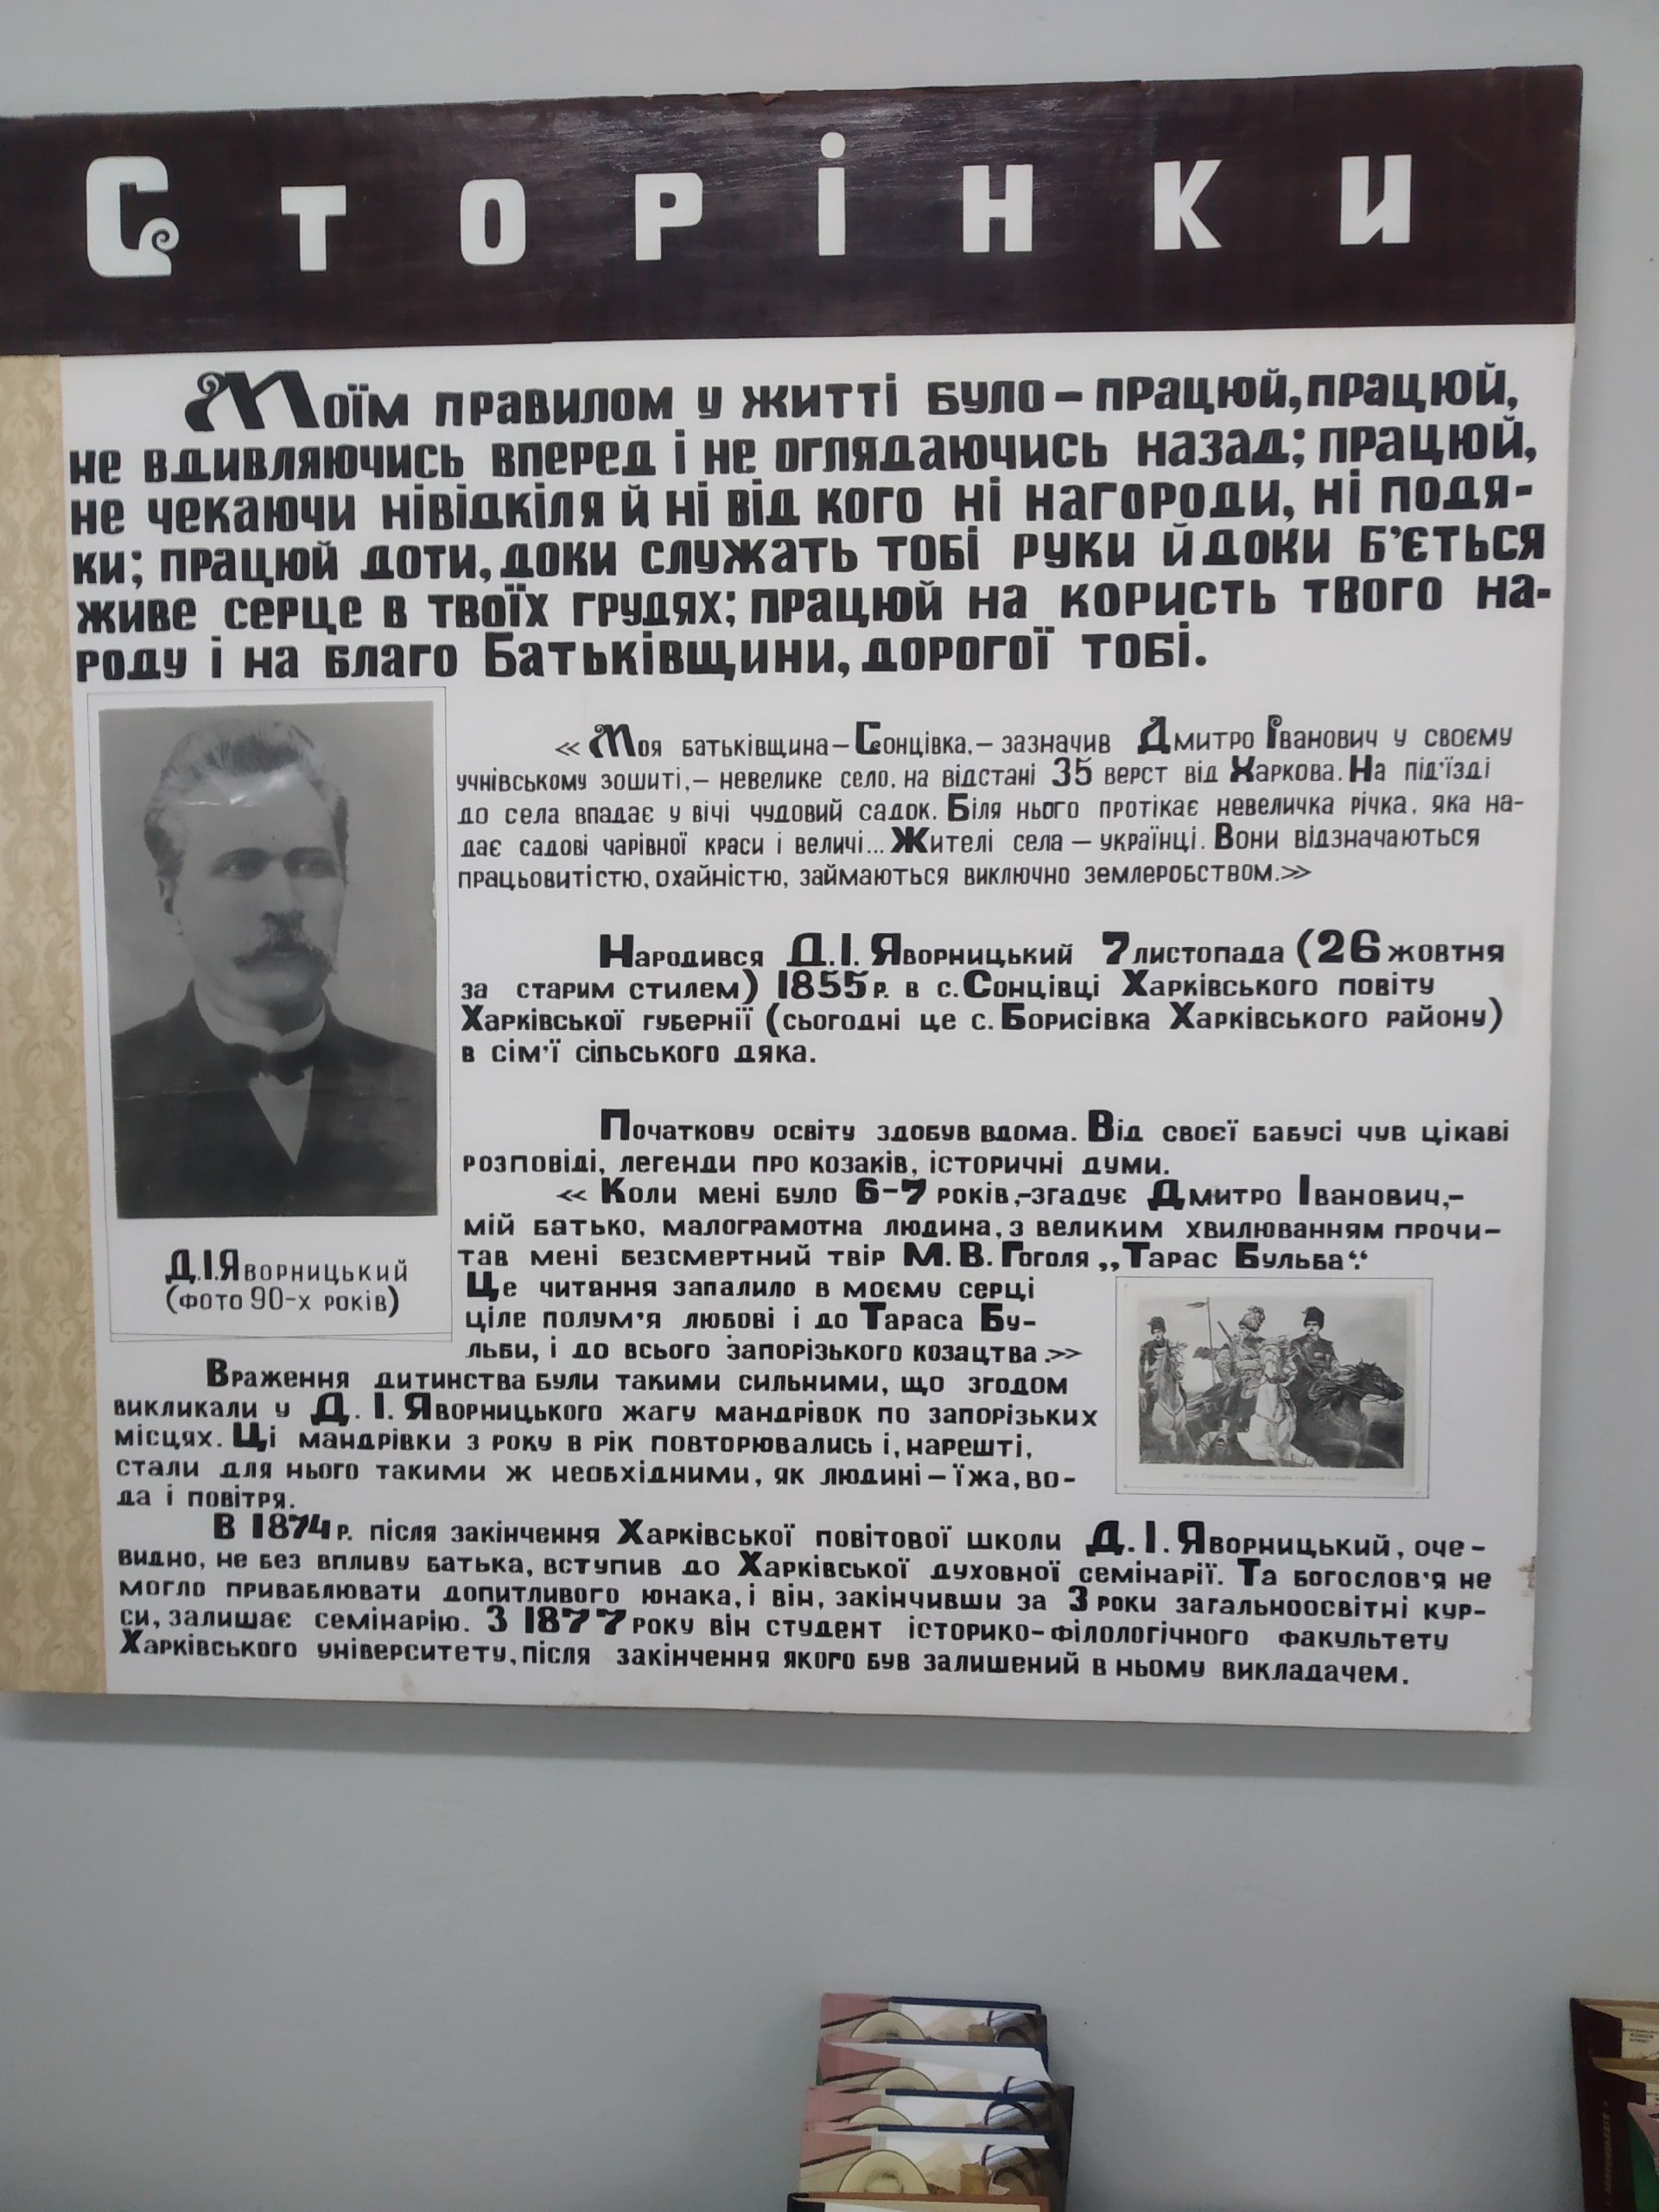 Сторінки
Моїм правилом у житті було – працюй, працюй,
не вдивляючись вперед і не оглядаючись назад; працюй,
не чекаючи нівідкіля й ні від кого ні нагороди, ні подя-
ки; працюй доти, доки служать тобі руки й доки б'ється
живе серце в твоїх грудях; працюй на користь твого на-
роду і на благо Батьківщини, дорогої тобі.
«Моя батьківщина – Сонцівка, – зазначив Дмитро Іванович у своєму
учнівському зошиті, – невелике село, на відстані 35 верст від Харкова. На під'їзді
до села впадає у вічі чудовий садок. Біля нього протікає невеличка річка, яка на-
дає садові чарівної краси і величі... Жителі села – українці. Вони відзначаються
працьовитістю, охайністю, займаються виключно землеробством.»
Народився Д.І. Яворницький 7 листопада (26 жовтня
за старим стилем) 1855 р. в с. Сонцівці Харківського повіту
Харківської губернії (сьогодні це с. Борисівка Харківського району)
в сім'ї сільського дяка.
Початкову освіту здобув вдома. Від своєї бабусі чув цікаві
розповіді, легенди про козаків, історичні думи.
«Коли мені було 6-7 років, – згадує Дмитро Іванович, –
мій батько, малограмотна людина, з великим хвилюванням прочи-
тав мені безсмертний твір М. В. Гоголя „Тарас Бульба".
Це читання запалило в моєму серці
ціле полум'я любові і до Тараса Бу-
льби, і до всього запорізького козацтва.»
Д.І. Яворницький
(фото 90-х років)
Враження дитинства були такими сильними, що згодом
викликали у Д. І. Яворницького жагу мандрівок по запорізьких
місцях. Ці мандрівки з року в рік повторювались і, нарешті,
стали для нього такими ж необхідними, як людині – їжа, во-
да і повітря.
В 1874 р. після закінчення Харківської повітової школи Д. І. Яворницький, оче-
видно, не без впливу батька, вступив до Харківської духовної семінарії. Та богослов'я не
могло приваблювати допитливого юнака, і він, закінчивши за 3 роки загальноосвітні кур-
си, залишає семінарію. З 1877 року він студент історико-філологічного факультету
Харківського університету, після закінчення якого був залишений в ньому викладачем.